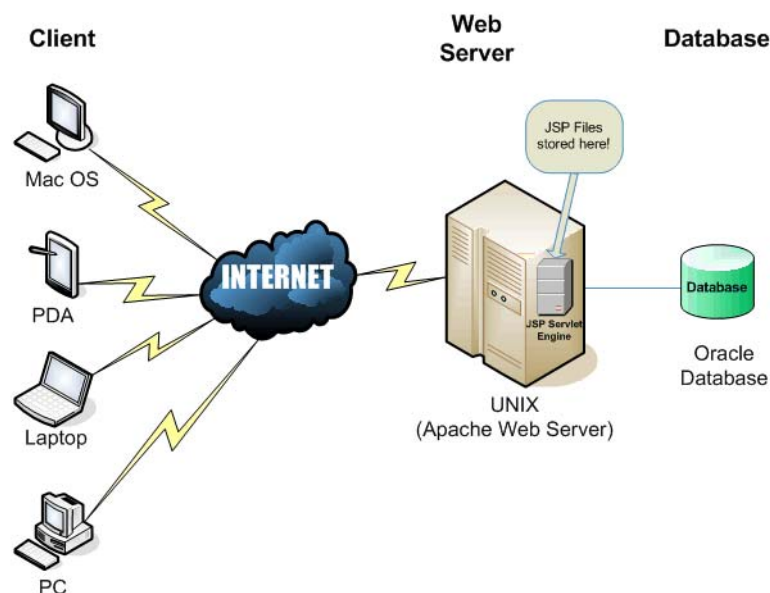 Client
Web
Server
Database
JSP Files
stored here!
Mac OS
PDA
INTERNET
JSP Servlet
Engine
Database
Laptop
UNIX
(Apache Web Server)
Oracle
Database
PC